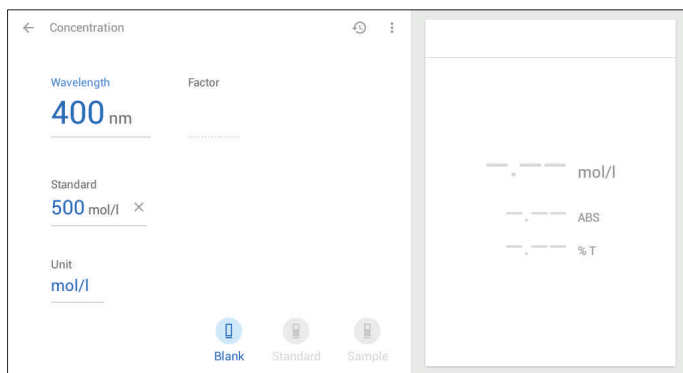 Concentration
Wavelength
Factor
400 nm
Standard
500 mol/l
Unit
mol/l
Blank
Standard
Sample
-.-- mol/l
-.-- ABS
-.-- % T